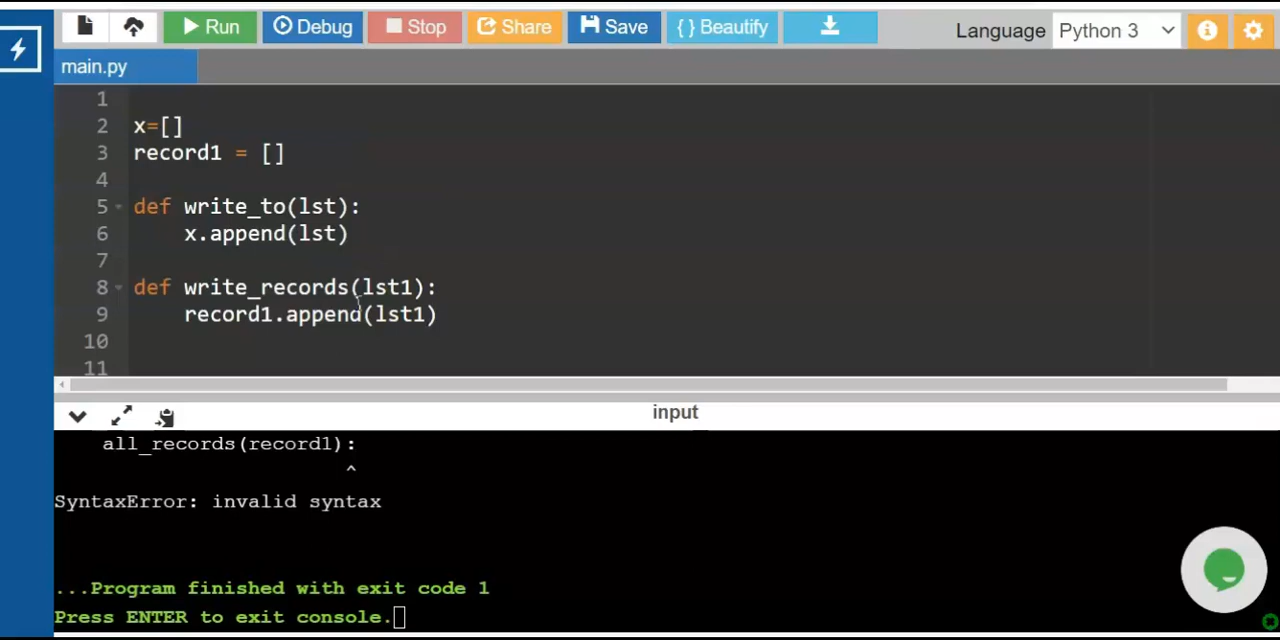 Run Debug Stop Share Save { } Beautify Language Python 3
main.py
1
2 x=[]
3 record1 = []
4
5 def write_to(lst):
6 x.append(lst)
7
8 def write_records(lst1):
9 record1.append(lst1)
10
11
input
all_records(record1):
^
SyntaxError: invalid syntax
...Program finished with exit code 1
Press ENTER to exit console.